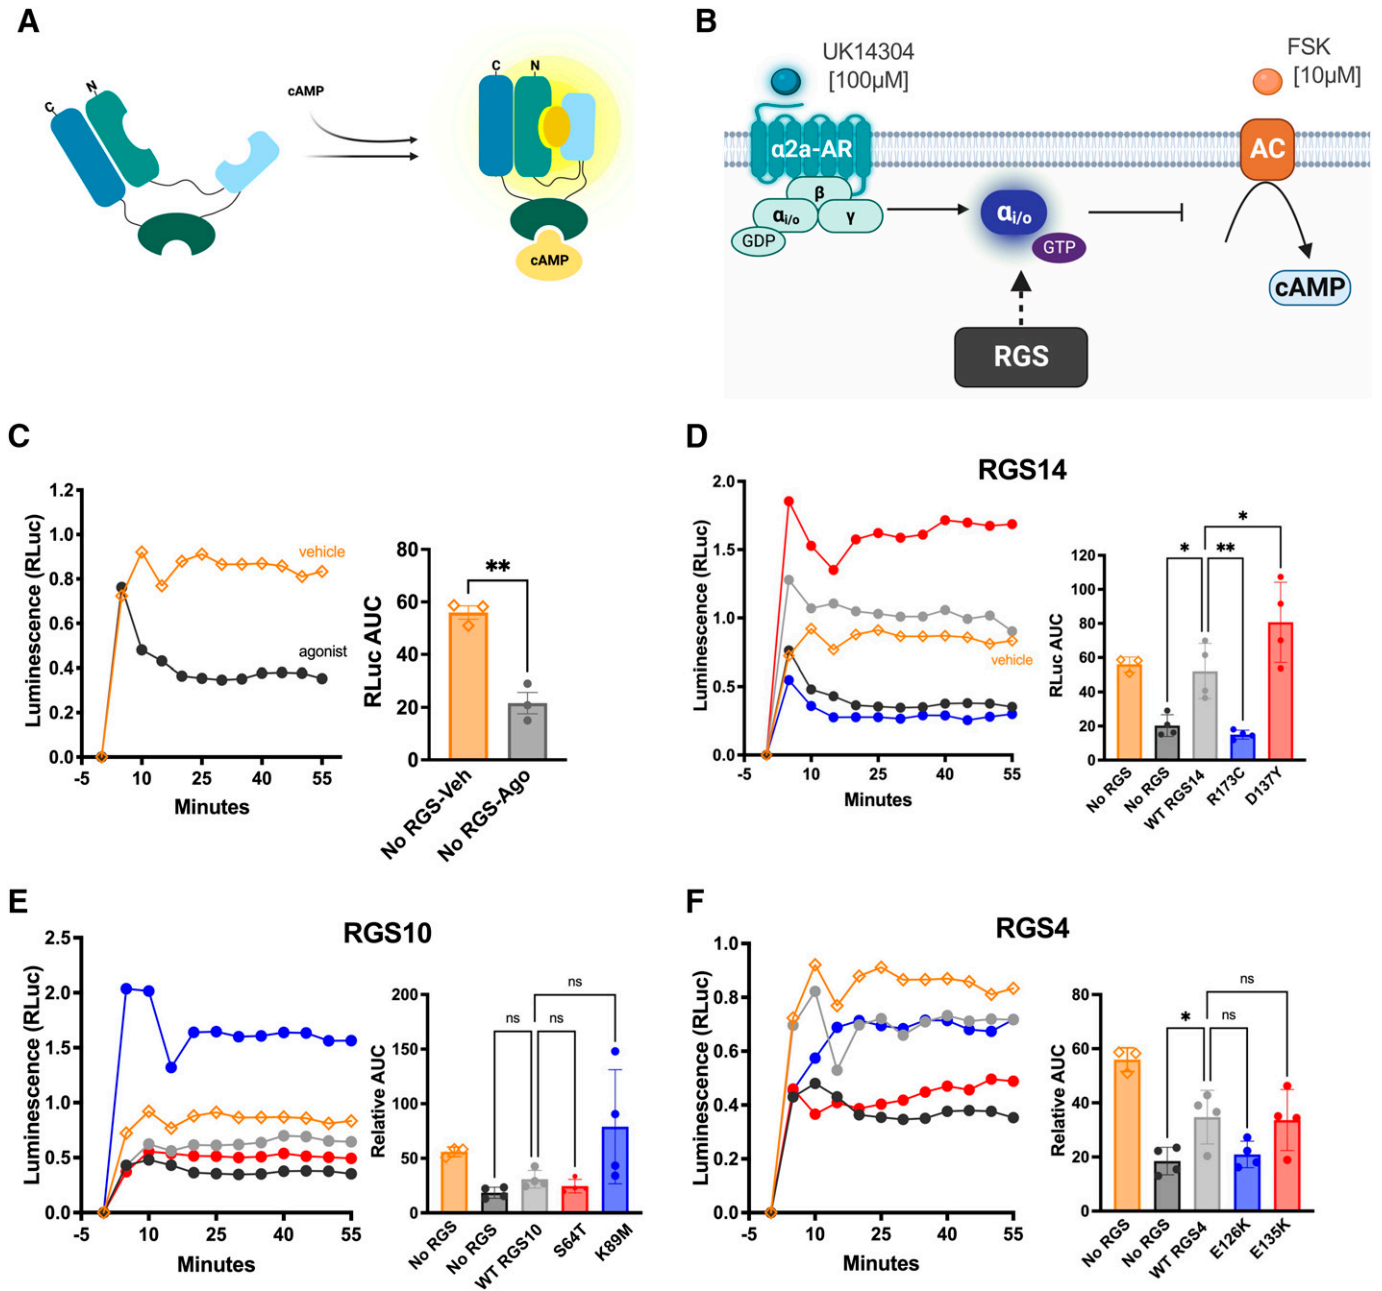 A
C
N
cAMP
C
N
cAMP
B
UK14304
[100µM]
FSK
[10µM]
α2a-AR
AC
β
αi/o
γ
GDP
αi/o
GTP
cAMP
RGS
C
Luminescence (RLuc)
1.2
1.0
0.8
0.6
0.4
0.2
0.0
-5
10
25
40
55
Minutes
vehicle
agonist
RLuc AUC
80
60
40
20
0
**
No RGS-Veh
No RGS-Ago
D
RGS14
Luminescence (RLuc)
2.0
1.5
1.0
0.5
0.0
-5
10
25
40
55
Minutes
vehicle
RLuc AUC
120
100
80
60
40
20
0
*
**
*
No RGS
No RGS
WT RGS14
R173C
D137Y
E
RGS10
Luminescence (RLuc)
2.5
2.0
1.5
1.0
0.5
0.0
-5
10
25
40
55
Minutes
Relative AUC
200
150
100
50
0
ns
ns
ns
No RGS
No RGS
WT RGS10
S64T
K89M
F
RGS4
Luminescence (RLuc)
1.0
0.8
0.6
0.4
0.2
0.0
-5
10
25
40
55
Minutes
Relative AUC
80
60
40
20
0
*
ns
ns
No RGS
No RGS
WT RGS4
E126K
E135K